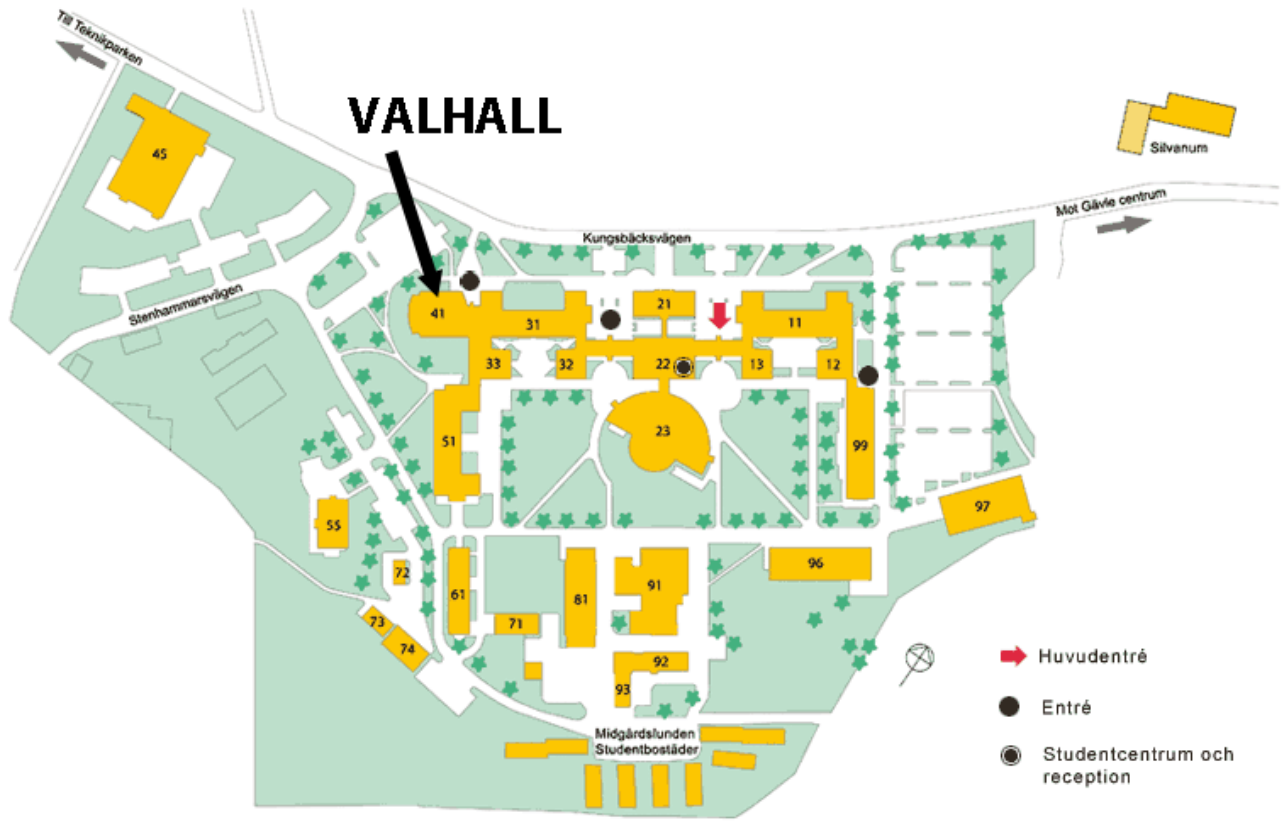 Till Teknikparken
VALHALL
45
Silvanum
Mot Gävle centrum
Kungsbäcksvägen
Stenhammarsvägen
41
31
21
11
33
32
22
13
12
51
23
99
55
97
72
61
81
91
96
73
74
71
92
93
Huvudentré
Entré
Midgårdslunden
Studentbostäder
Studentcentrum och
reception